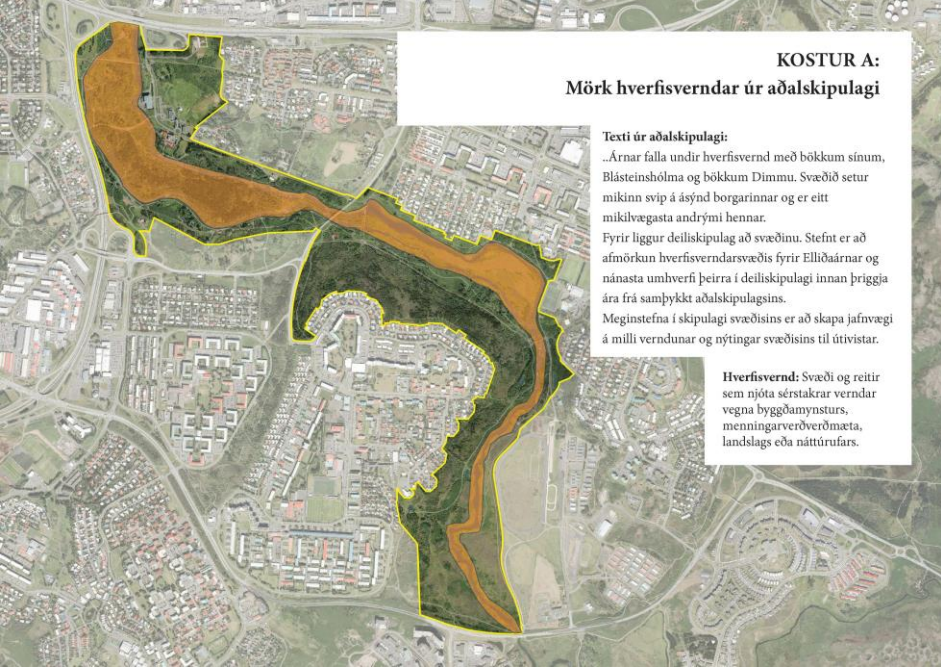 KOSTUR A:
Mörk hverfisverndar úr aðalskipulagi
Texti úr aðalskipulagi:
..Árnar falla undir hverfisvernd með bökkum sínum,
Blásteinshólma og bökkum Dimmu. Svæðið setur
mikinn svip á ásýnd borgarinnar og er eitt
mikilvægasta andrými hennar.
Fyrir liggur deiliskipulag að svæðinu. Stefnt er að
afmörkun hverfisverndarsvæðis fyrir Elliðaárnar og
nánasta umhverfi þeirra í deiliskipulagi innan þriggja
ára frá samþykkt aðalskipulagsins.
Meginstefna í skipulagi svæðisins er að skapa jafnvægi
á milli verndunar og nýtingar svæðisins til útivistar.
Hverfisvernd: Svæði og reitir
sem njóta sérstakrar verndar
vegna byggðamynsturs,
menningarverðverðmæta,
landslags eða náttúrufars.